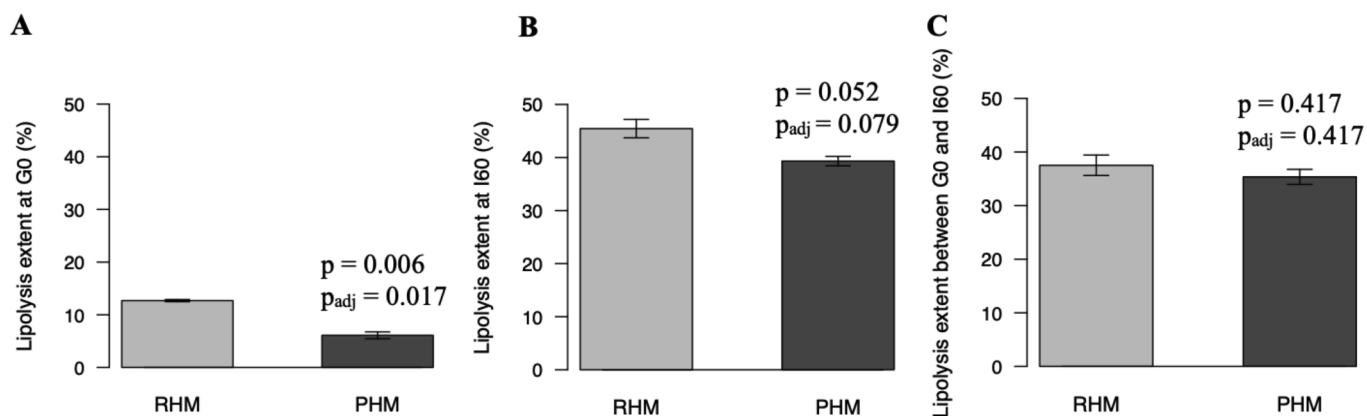 A
Lipolysis extent at G0 (%)
50
40
30
20
10
0
p = 0.006
padj = 0.017
RHM
PHM
B
Lipolysis extent at I60 (%)
50
40
30
20
10
0
p = 0.052
padj = 0.079
RHM
PHM
C
Lipolysis extent between G0 and I60 (%)
50
40
30
20
10
0
p = 0.417
padj = 0.417
RHM
PHM